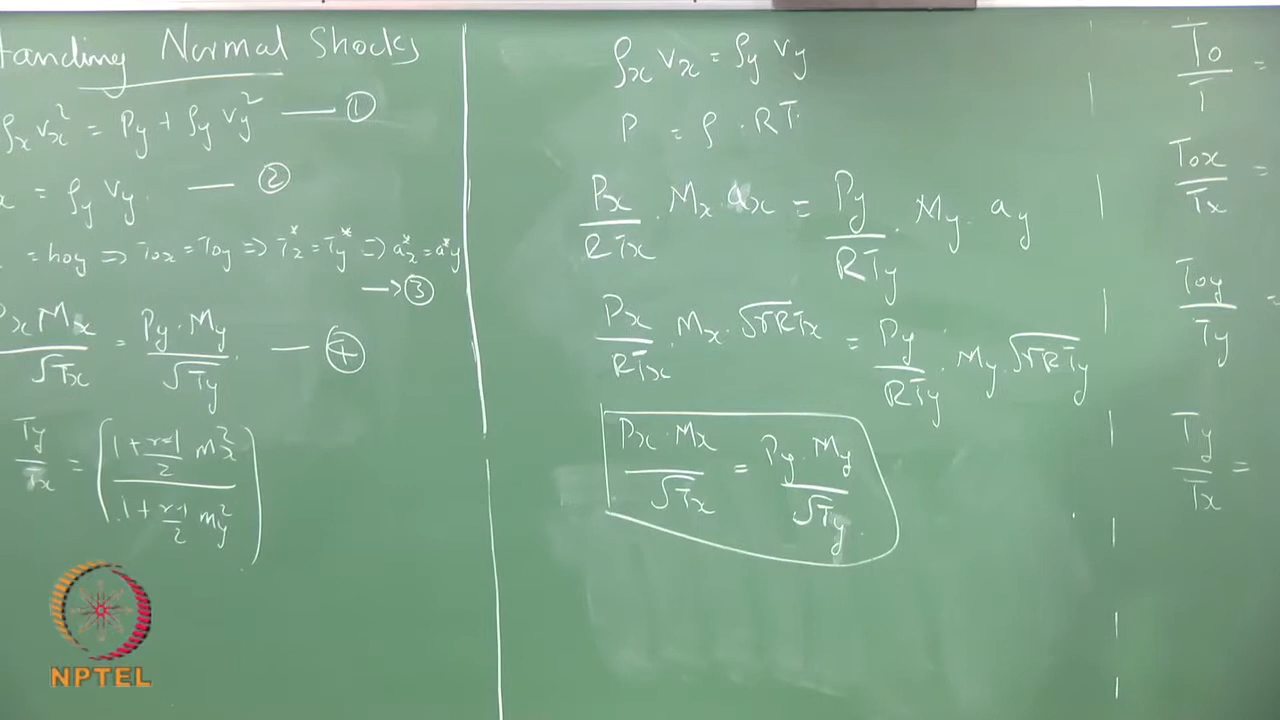 tanding Normal Shocks
ρx Vx² = Py + ρy Vy² — ①
x = ρy Vy. — ②
= hoy ⇒ Tox = Toy ⇒ Tx* = Ty* ⇒ ax* = a*y
→ ③
Px Mx / √Tx = Py · My / √Ty. — ④
Ty / Tx = ( 1 + γ-1/2 mx² / 1 + γ-1/2 my² )
ρx Vx = ρy Vy
P = ρ · RT
Px / RTx · Mx ax = Py / RTy · My · ay
Px / RTx · Mx · √γRTx = Py / RTy · My √γRTy
Px · Mx / √Tx = Py · My / √Ty
To / T =
Tox / Tx =
Toy / Ty =
Ty / Tx =
NPTEL